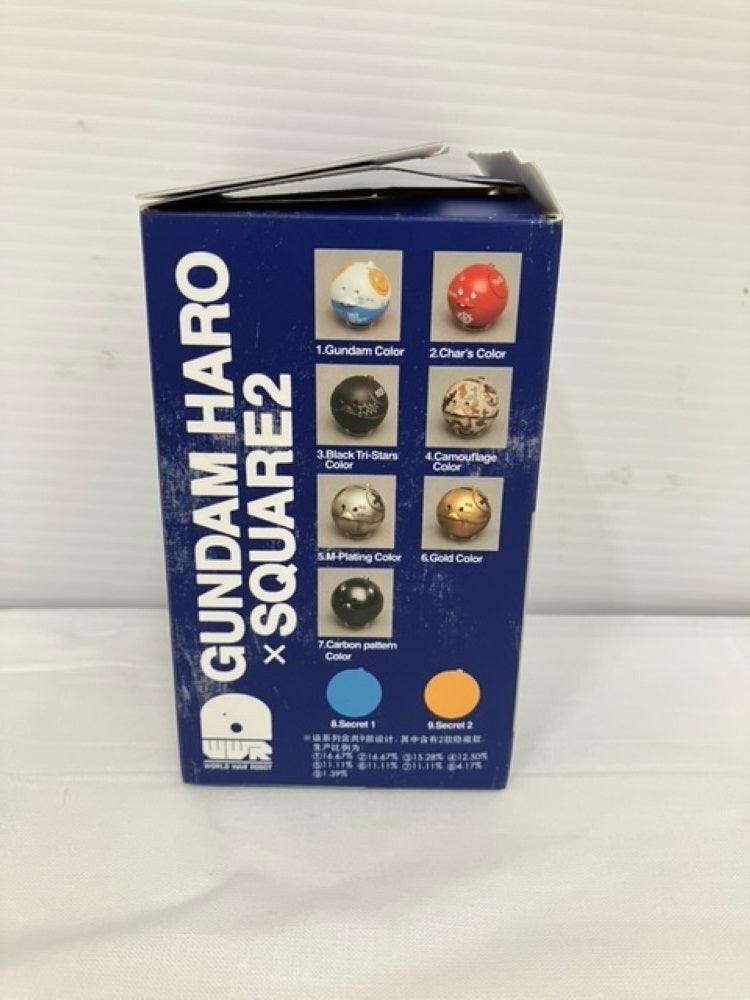 GUNDAM HARO
×SQUARE2
1.Gundam Color
2.Char's Color
3.Black Tri-Stars
Color
4.Camouflage
Color
5.M-Plating Color
6.Gold Color
7.Carbon pattern
Color
8.Secret 1
9.Secret 2
WWR
WORLD WAR ROBOT
※该系列含共9款设计，其中含有2款隐藏款.
生产比例为
①16.67% ②16.67% ③15.28% ④12.50%
⑤11.11% ⑥11.11% ⑦11.11% ⑧4.17%
⑨1.39%